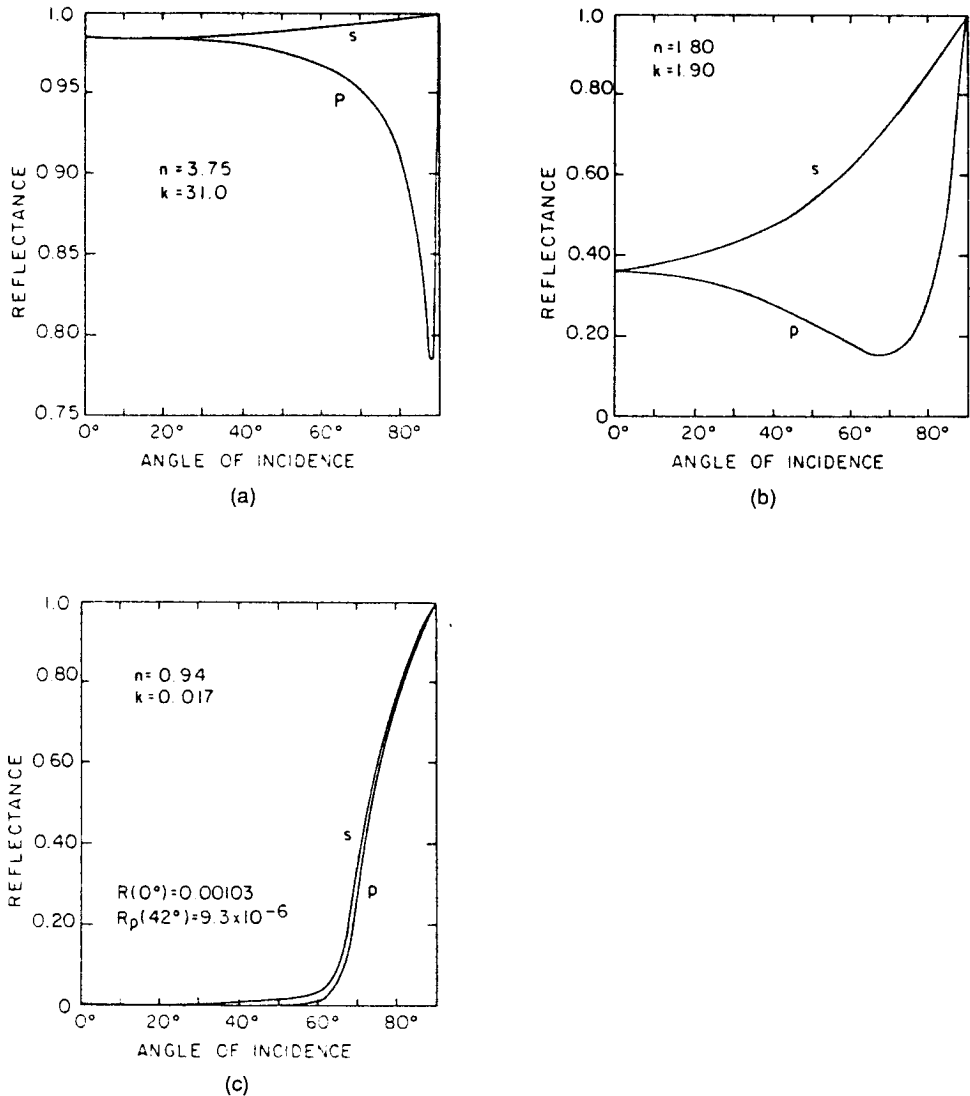 1.0
0.95
0.90
0.85
0.80
0.75
REFLECTANCE
s
p
n=3.75
k=31.0
0° 20° 40° 60° 80°
ANGLE OF INCIDENCE
(a)
1.0
0.80
0.60
0.40
0.20
0
REFLECTANCE
n=1.80
k=1.90
s
p
0° 20° 40° 60° 80°
ANGLE OF INCIDENCE
(b)
1.0
0.80
0.60
0.40
0.20
0
REFLECTANCE
n=0.94
k=0.017
s
p
R(0°)=0.00103
Rp(42°)=9.3x10-6
0° 20° 40° 60° 80°
ANGLE OF INCIDENCE
(c)